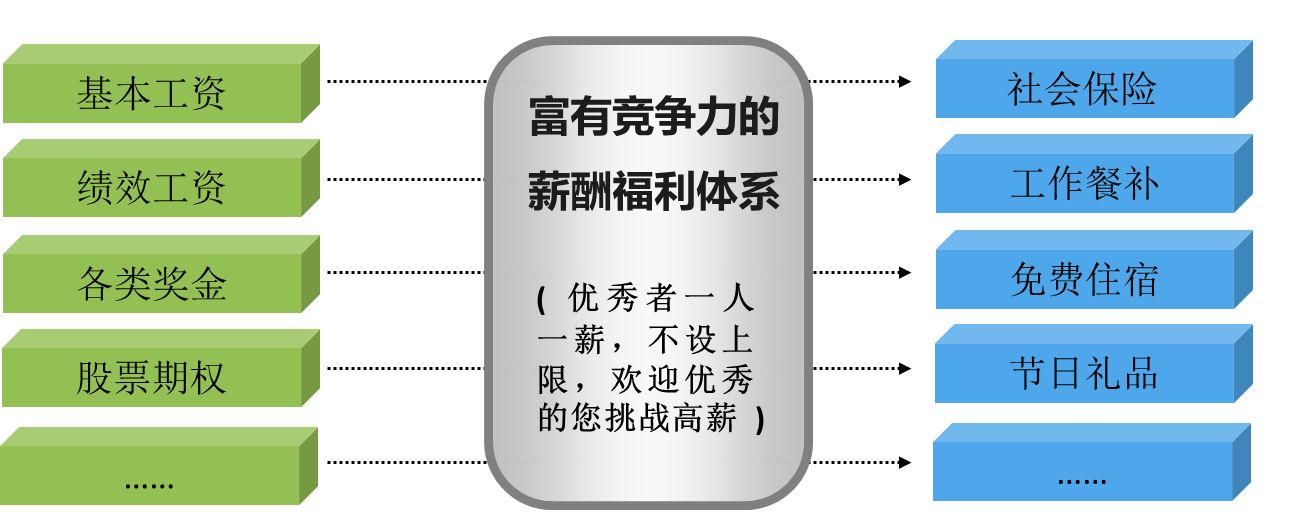 基本工资
绩效工资
各类奖金
股票期权
......
富有竞争力的
薪酬福利体系
(优秀者一人
一薪，不设上
限，欢迎优秀
的您挑战高薪)
社会保险
工作餐补
免费住宿
节日礼品
......